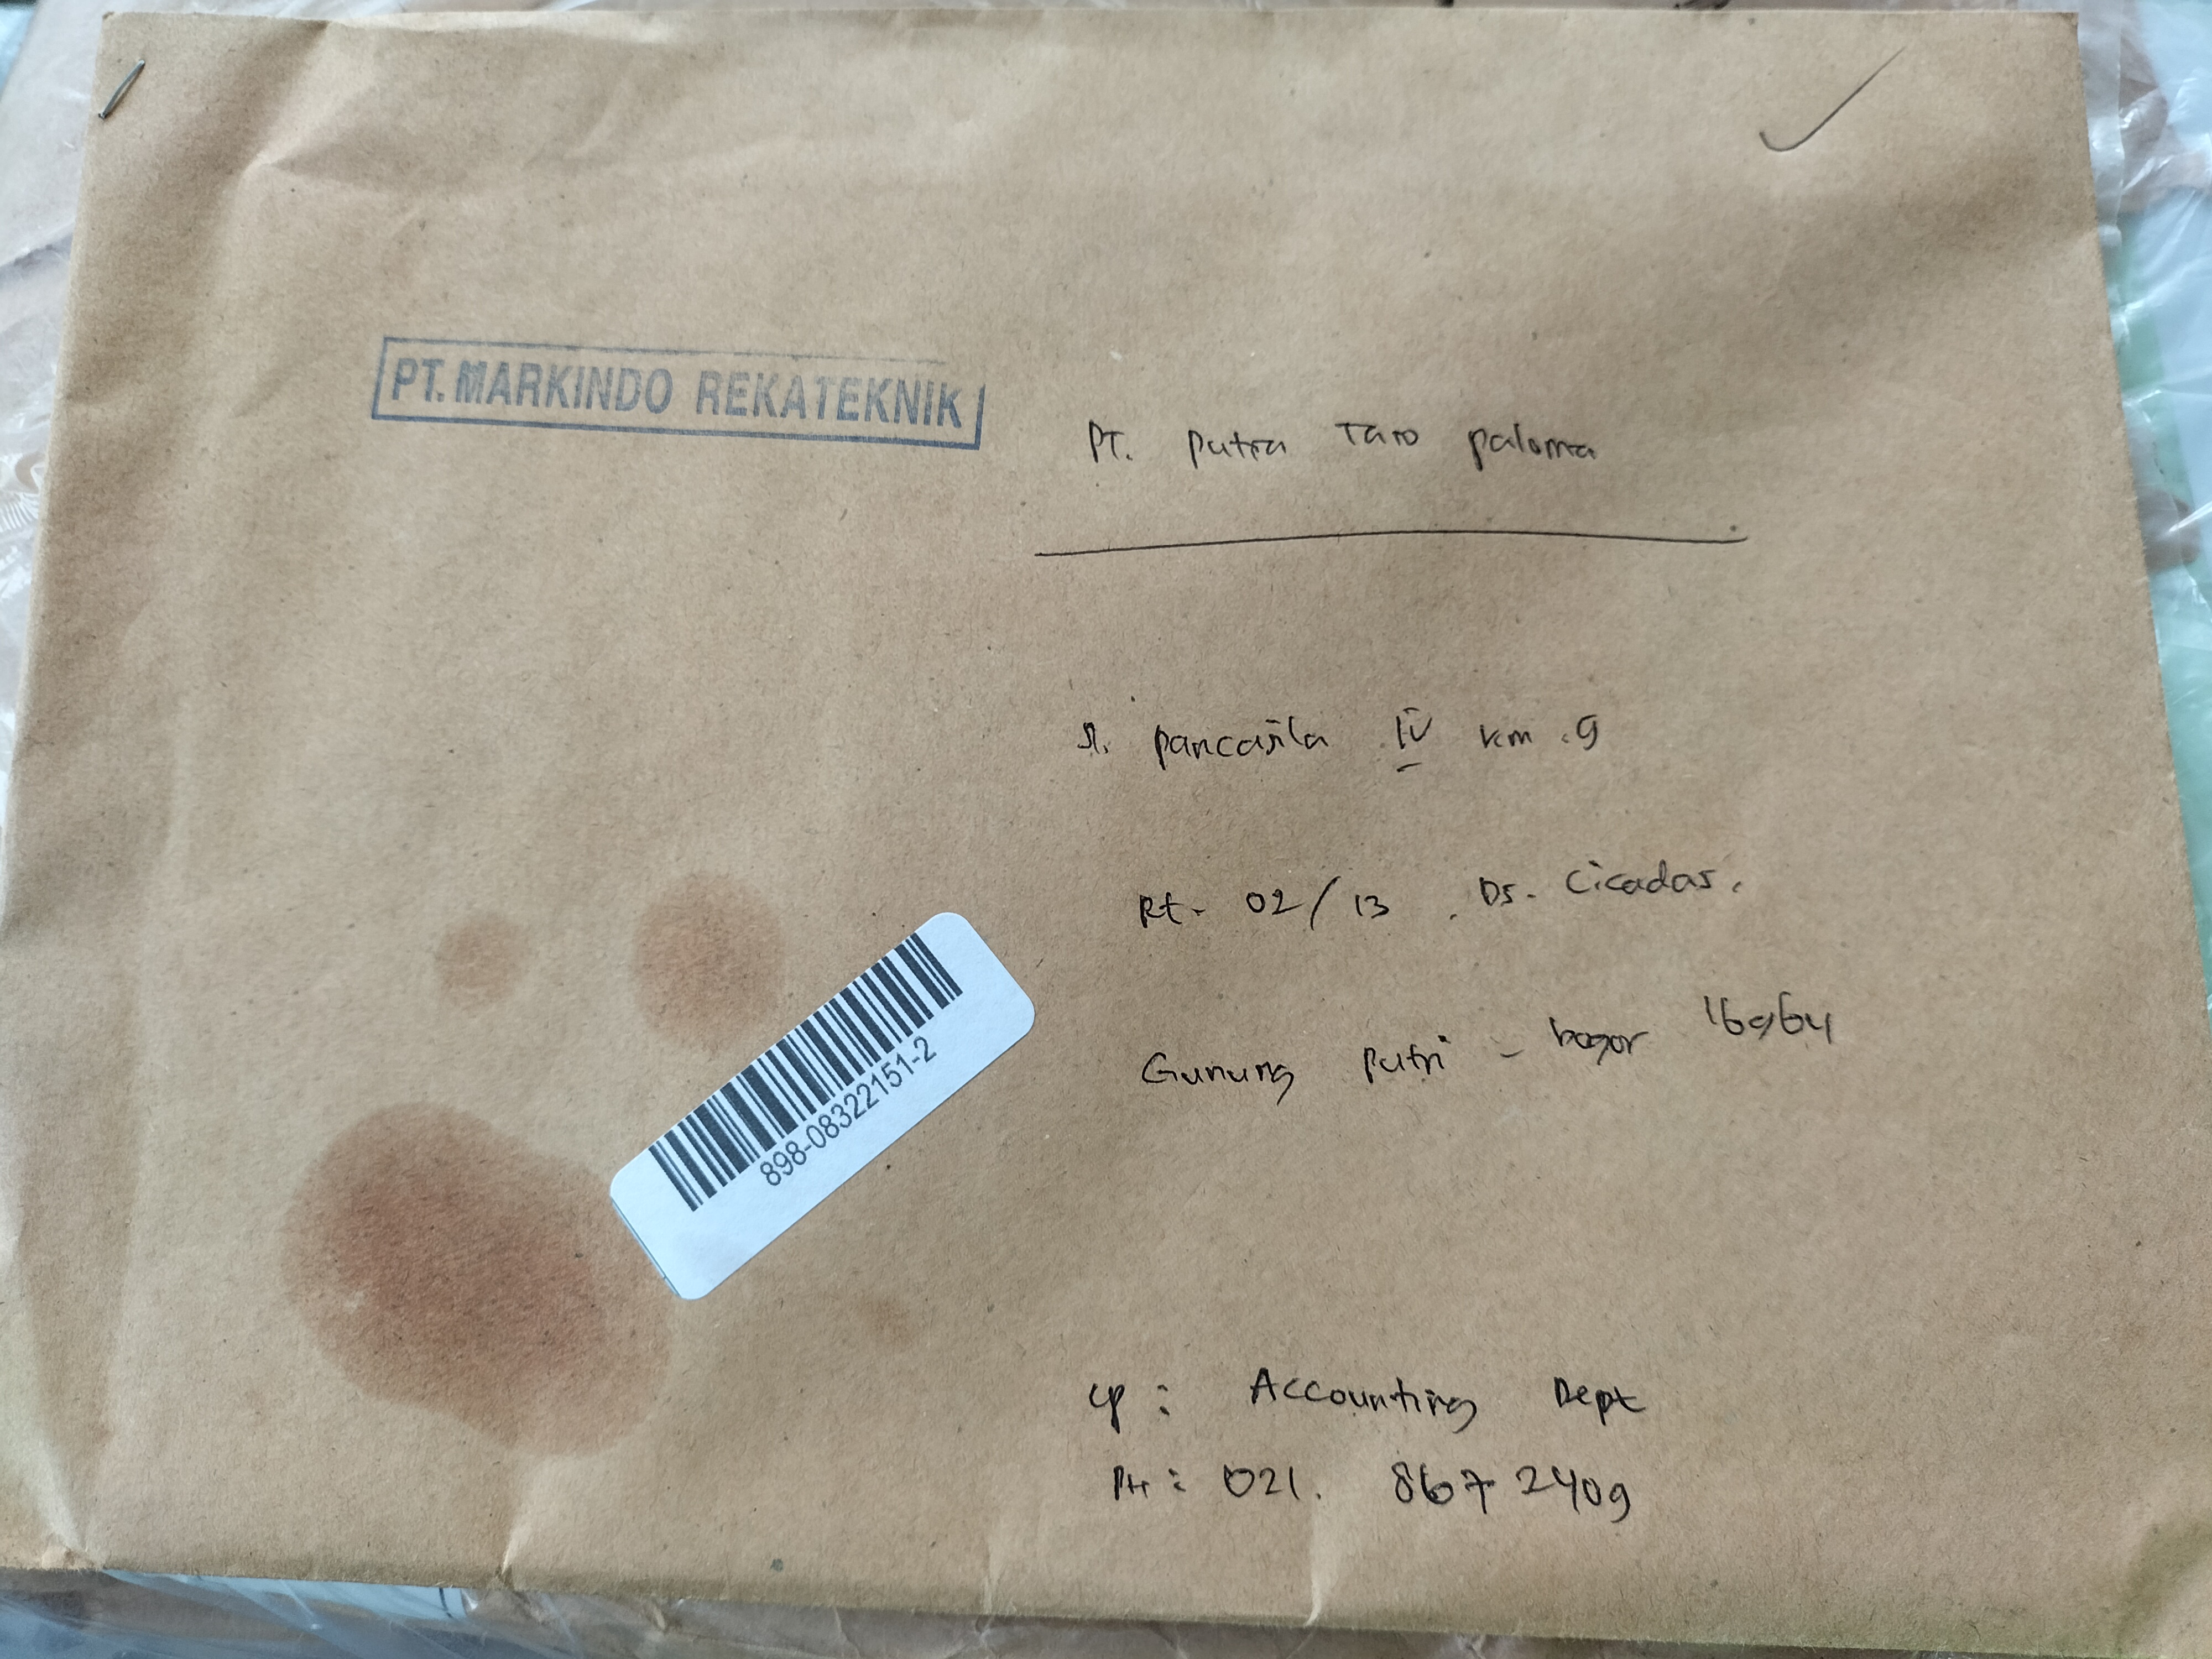 PT. MARKINDO REKATEKNIK
PT. Putra Taro paloma
Jl. pancasila IV km .9
Rt. 02/13 . Ds. Cicadas.
Gunung Putri - bogor 16964
cp : Accounting Dept
PH : 021. 867 2409
898-08322151-2